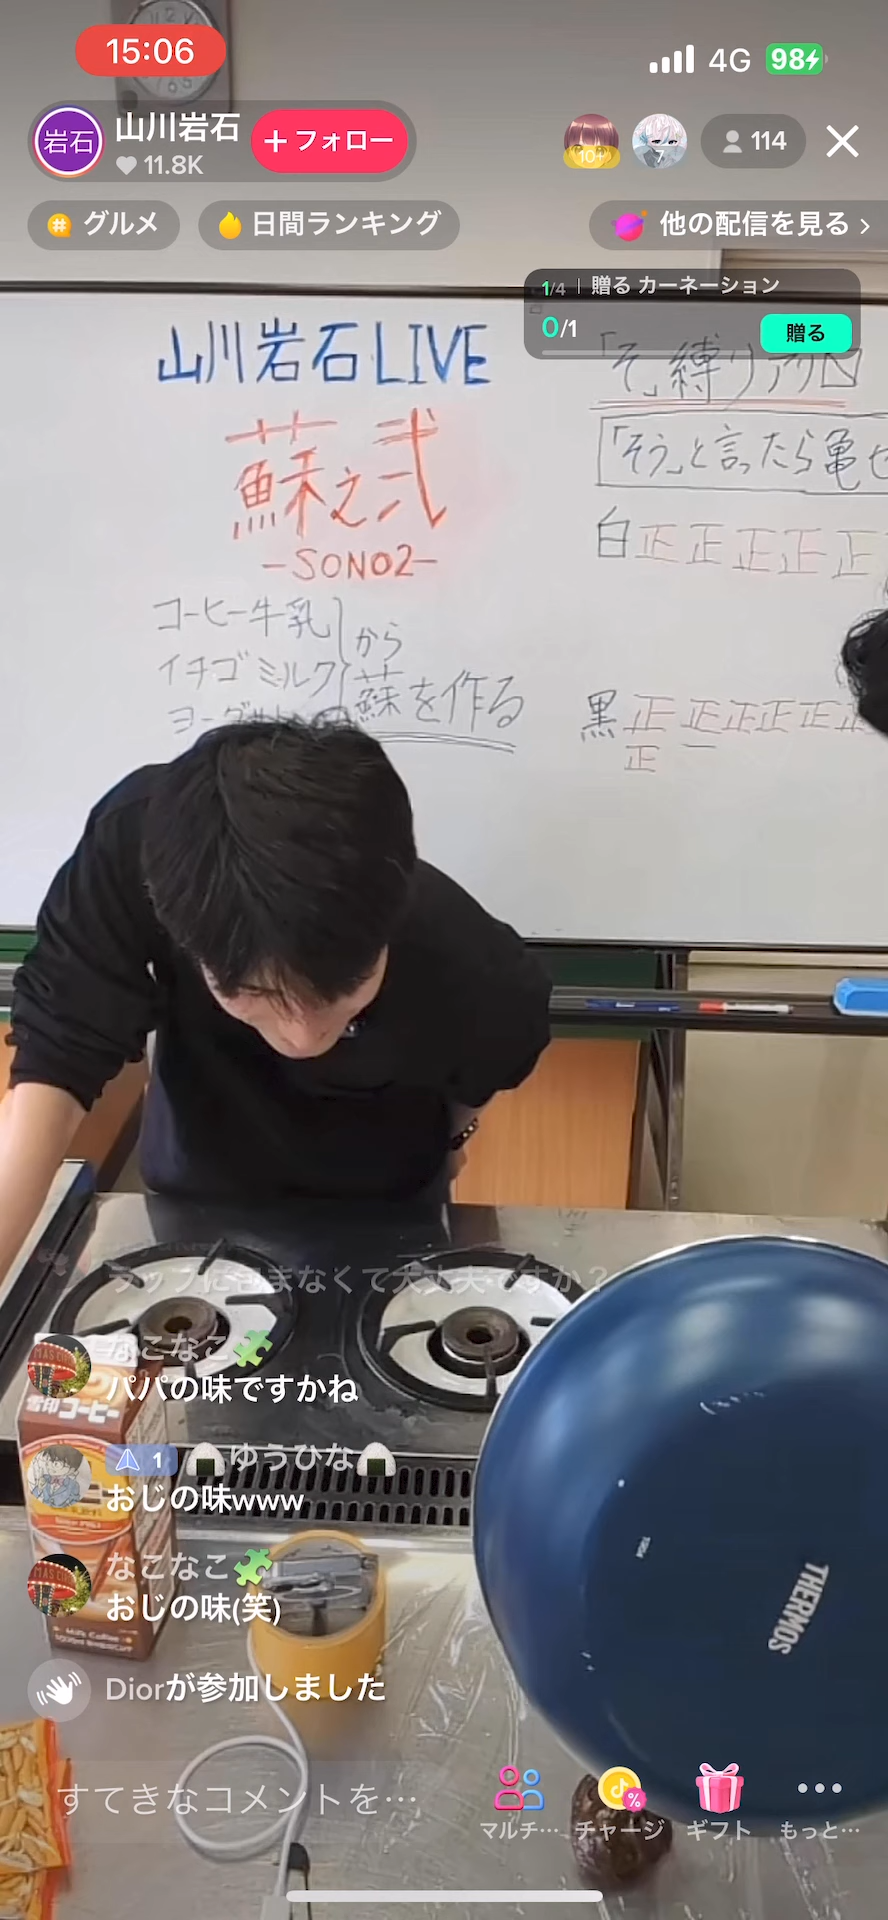 15:06
4G
98
岩石
山川岩石
11.8K
+ フォロー
10+
7
114
グルメ
日間ランキング
他の配信を見る
1/4 | 贈る カーネーション
0/1
贈る
山川岩石LIVE
蘇之弐
-SONO2-
コーヒー牛乳
イチゴミルク
から
蘇を作る
「そ」縛り
「そう」と言ったら亀
白 正 正 正 正 正
黒 正 正 正 正 正
正
なこなこ
パパの味ですかね
雪印コーヒー
1
ゆうひな
おじの味www
なこなこ
おじの味(笑)
Diorが参加しました
THERMOS
すてきなコメントを…
マルチ…
チャージ
ギフト
もっと…